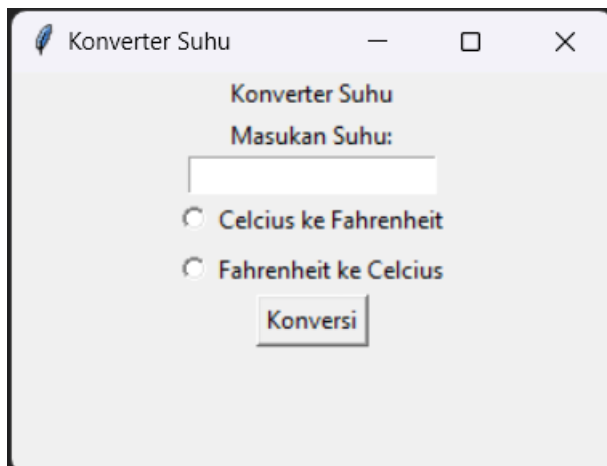 Konverter Suhu
Konverter Suhu
Masukan Suhu:
Celcius ke Fahrenheit
Fahrenheit ke Celcius
Konversi